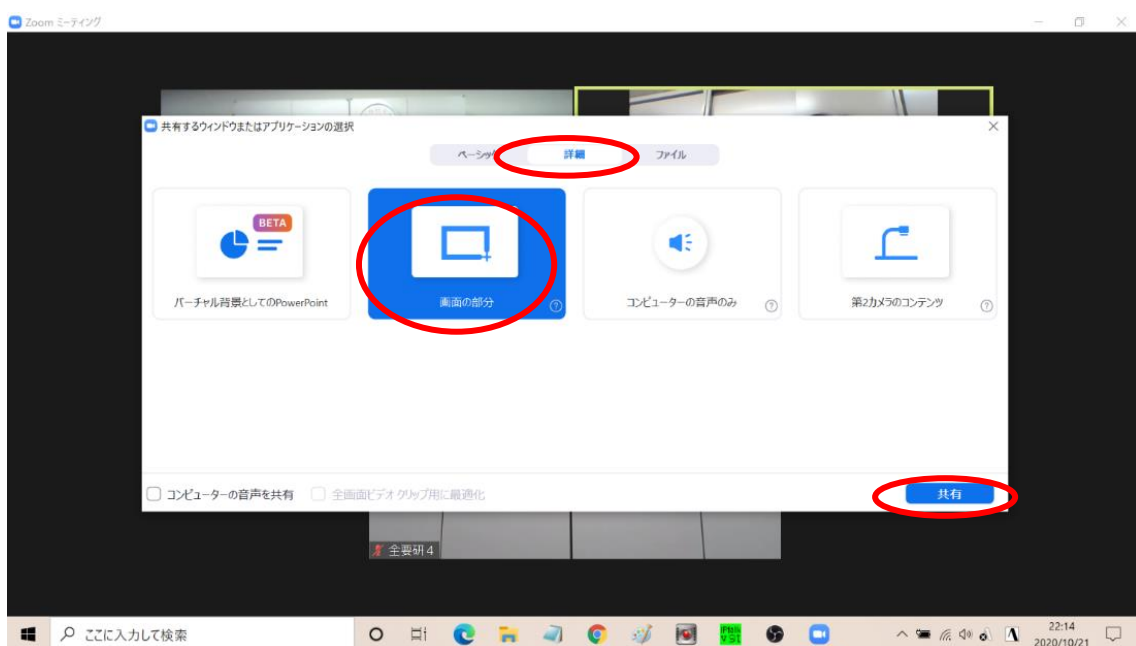 Zoom ミーティング
共有するウィンドウまたはアプリケーションの選択
ベーシック 詳細 ファイル
BETA
バーチャル背景としてのPowerPoint 画面の部分 コンピューターの音声のみ 第2カメラのコンテンツ
コンピューターの音声を共有 全画面ビデオ クリップ用に最適化 共有
全要研4
ここに入力して検索
22:14
2020/10/21